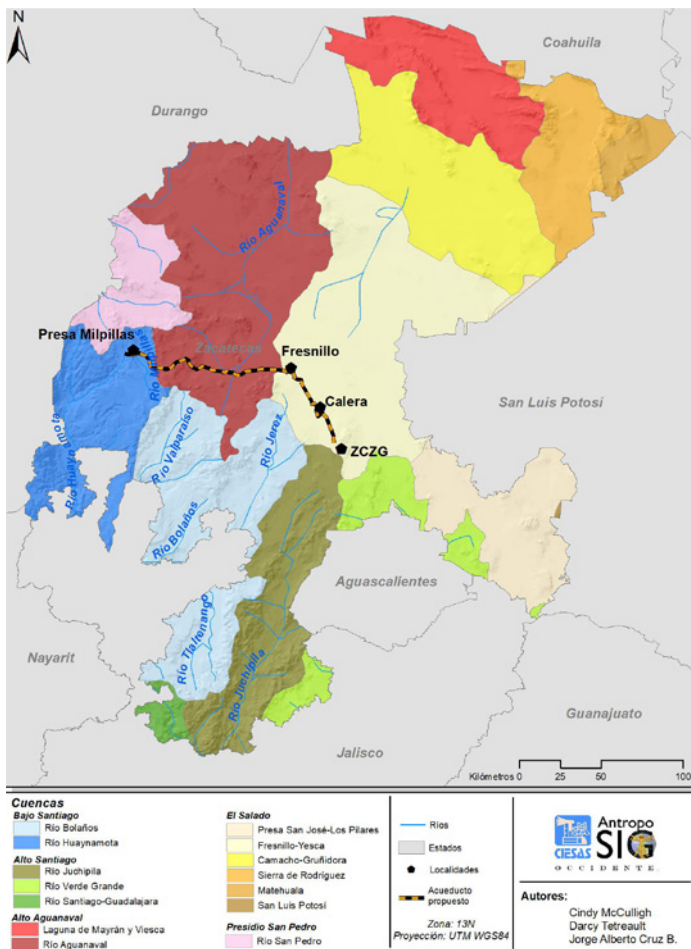 N
Coahuila
Durango
Río Aguanaval
Presa Milpillas
Zacatecas
Fresnillo
Calera
San Luis Potosí
ZCZG
Río Valparaíso
Río Jerez
Río Bolaños
Aguascalientes
Río Tlaltenango
Nayarit
Río Juchipila
Guanajuato
Jalisco
Kilómetros
0 25 50 100
Cuencas
Bajo Santiago
Río Bolaños
Río Huaynamota
Alto Santiago
Río Juchipila
Río Verde Grande
Río Santiago-Guadalajara
Alto Aguanaval
Laguna de Mayrán y Viesca
Río Aguanaval
El Salado
Presa San José-Los Pilares
Fresnillo-Yesca
Camacho-Gruñidora
Sierra de Rodríguez
Matehuala
San Luis Potosí
Presidio San Pedro
Río San Pedro
Ríos
Estados
Localidades
Acueducto
propuesto
Zona: 13N
Proyección: UTM WGS84
CIESAS
Antropo
SIG
OCCIDENTE
Autores:
Cindy McCulligh
Darcy Tetreault
Jorge Alberto Cruz B.